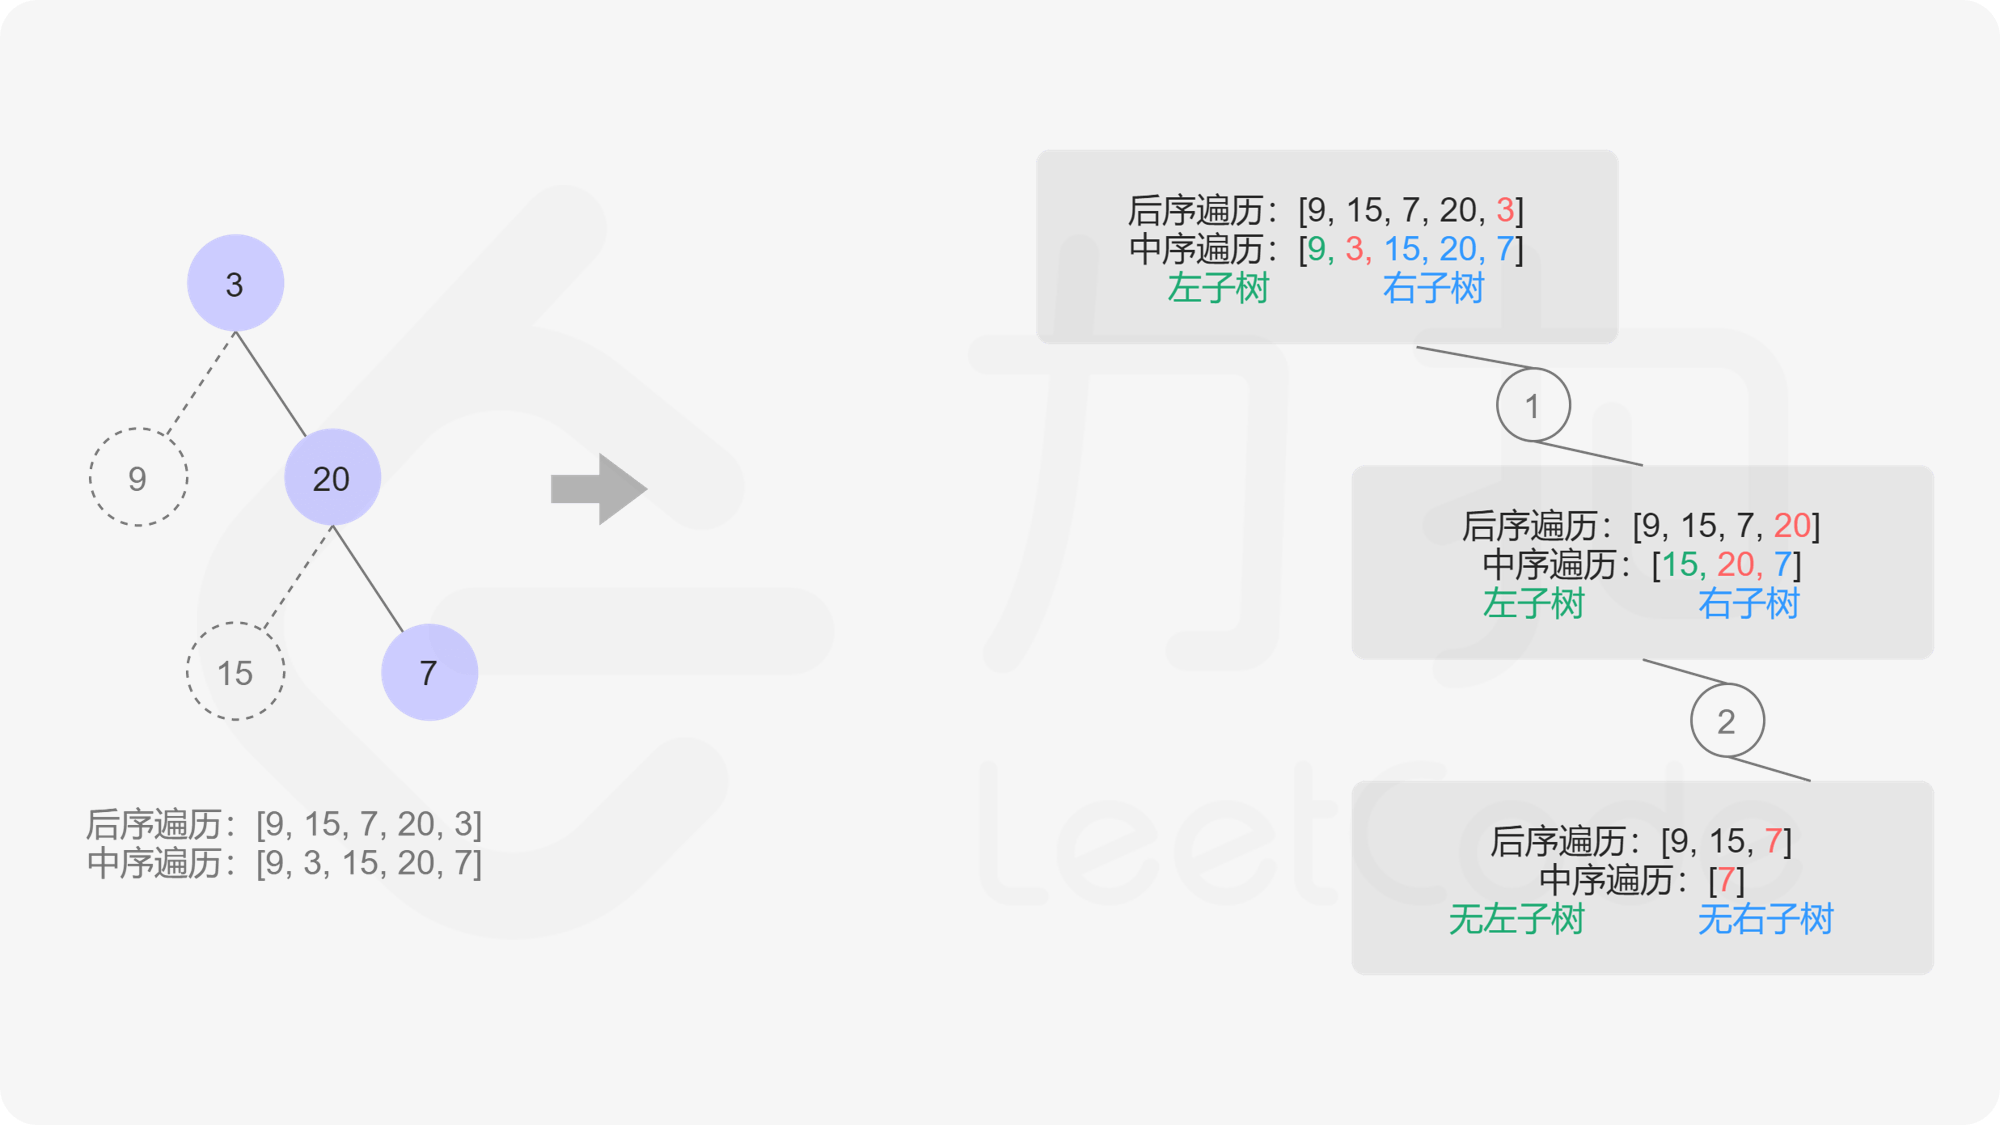 3
9
20
15
7
后序遍历：[9, 15, 7, 20, 3]
中序遍历：[9, 3, 15, 20, 7]
后序遍历：[9, 15, 7, 20, 3]
中序遍历：[9, 3, 15, 20, 7]
左子树 右子树
1
后序遍历：[9, 15, 7, 20]
中序遍历：[15, 20, 7]
左子树 右子树
2
后序遍历：[9, 15, 7]
中序遍历：[7]
无左子树 无右子树
力扣
LeetCode